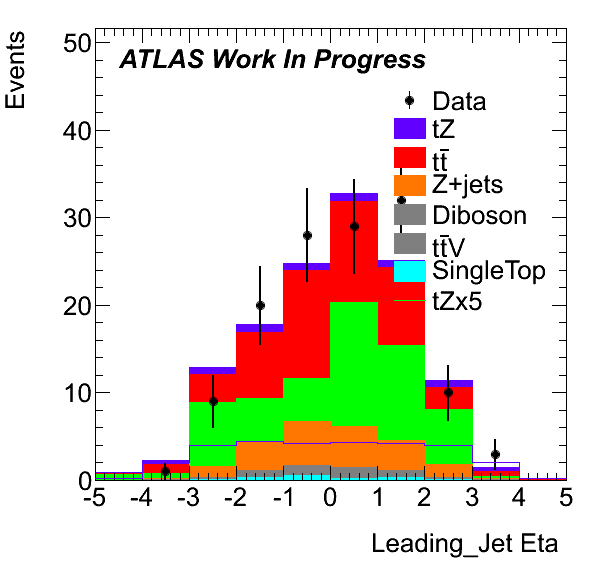 Events
ATLAS Work In Progress
Data
tZ
tt̄
Z+jets
Diboson
tt̄V
SingleTop
tZx5
50
40
30
20
10
0
-5 -4 -3 -2 -1 0 1 2 3 4 5
Leading_Jet Eta